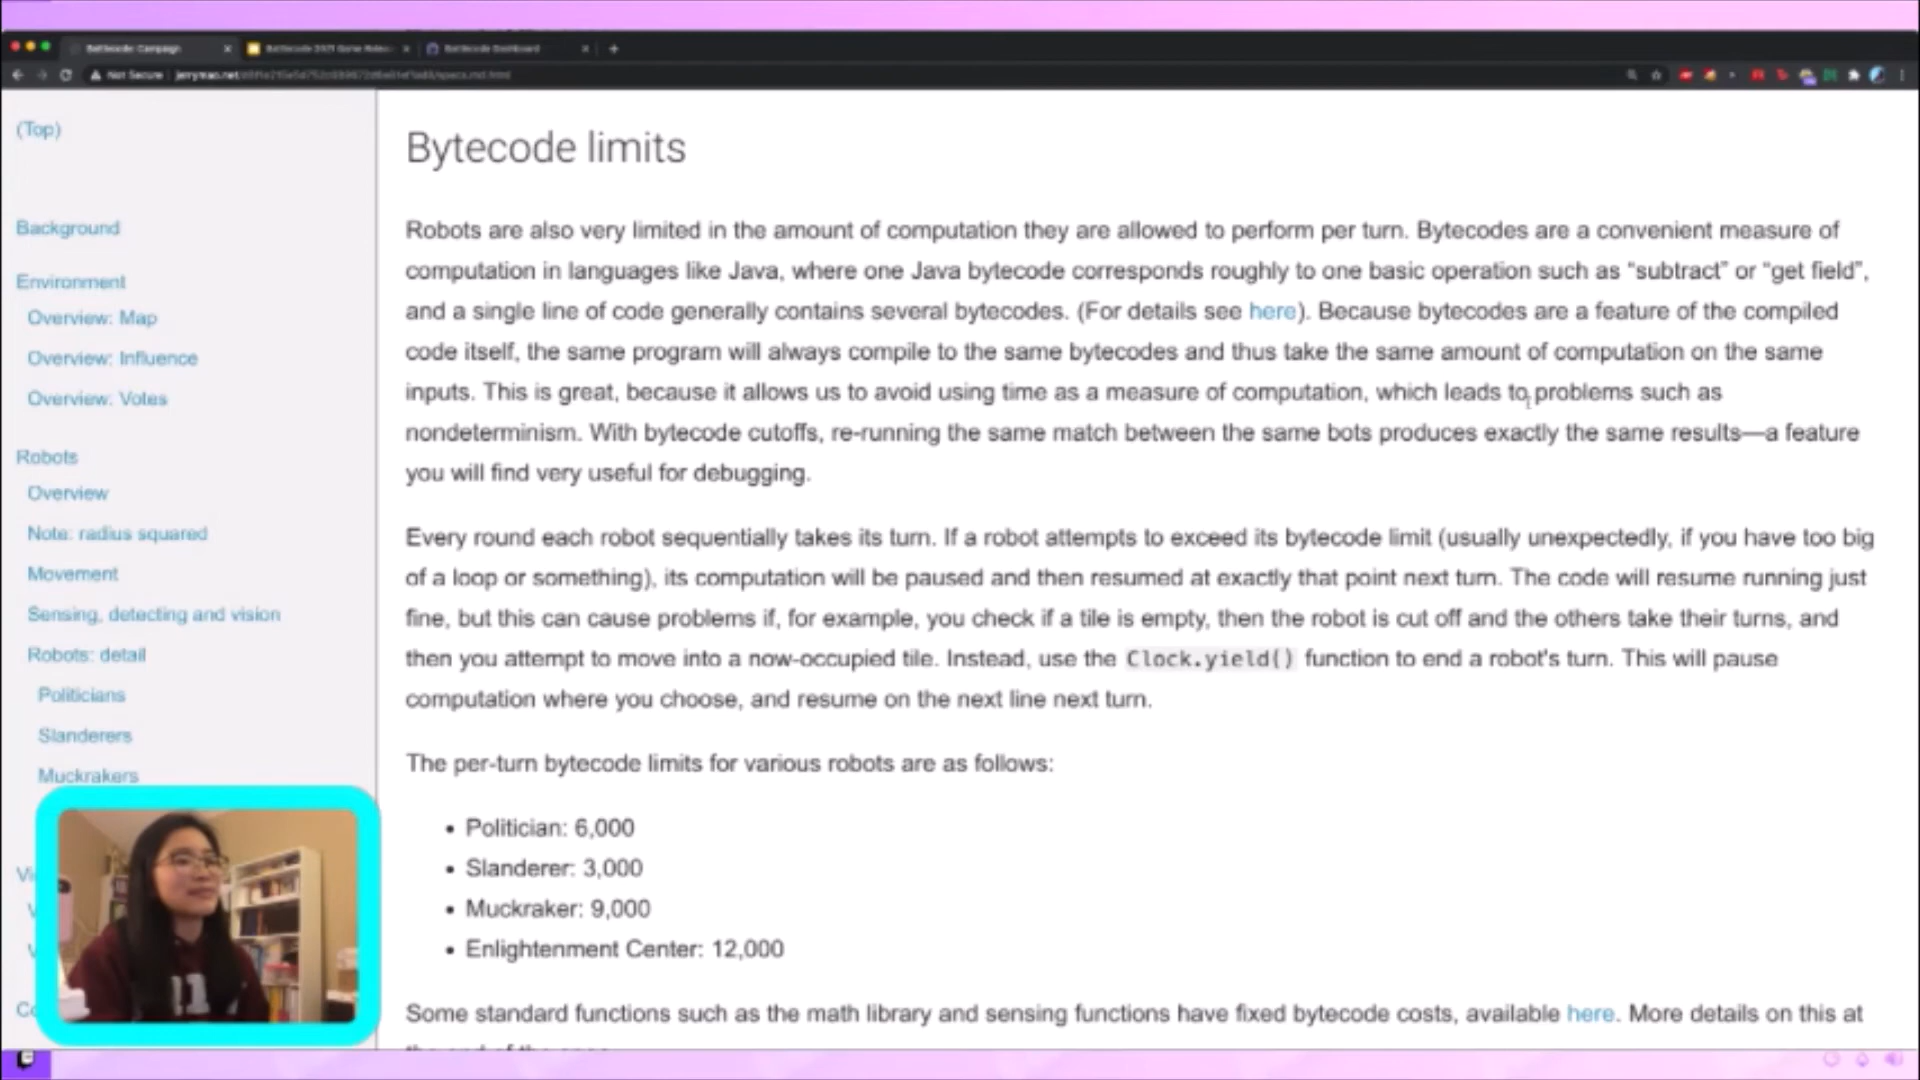 Battlecode: Campaign
Battlecode 2021 Game Release
Battlecode Dashboard
Not Secure
(Top)
Background
Environment
Overview: Map
Overview: Influence
Overview: Votes
Robots
Overview
Note: radius squared
Movement
Sensing, detecting and vision
Robots: detail
Politicians
Slanderers
Muckrakers
Bytecode limits
Robots are also very limited in the amount of computation they are allowed to perform per turn. Bytecodes are a convenient measure of
computation in languages like Java, where one Java bytecode corresponds roughly to one basic operation such as “subtract” or “get field”,
and a single line of code generally contains several bytecodes. (For details see here). Because bytecodes are a feature of the compiled
code itself, the same program will always compile to the same bytecodes and thus take the same amount of computation on the same
inputs. This is great, because it allows us to avoid using time as a measure of computation, which leads to problems such as
nondeterminism. With bytecode cutoffs, re-running the same match between the same bots produces exactly the same results—a feature
you will find very useful for debugging.
Every round each robot sequentially takes its turn. If a robot attempts to exceed its bytecode limit (usually unexpectedly, if you have too big
of a loop or something), its computation will be paused and then resumed at exactly that point next turn. The code will resume running just
fine, but this can cause problems if, for example, you check if a tile is empty, then the robot is cut off and the others take their turns, and
then you attempt to move into a now-occupied tile. Instead, use the Clock.yield() function to end a robot's turn. This will pause
computation where you choose, and resume on the next line next turn.
The per-turn bytecode limits for various robots are as follows:
• Politician: 6,000
• Slanderer: 3,000
• Muckraker: 9,000
• Enlightenment Center: 12,000
Some standard functions such as the math library and sensing functions have fixed bytecode costs, available here. More details on this at